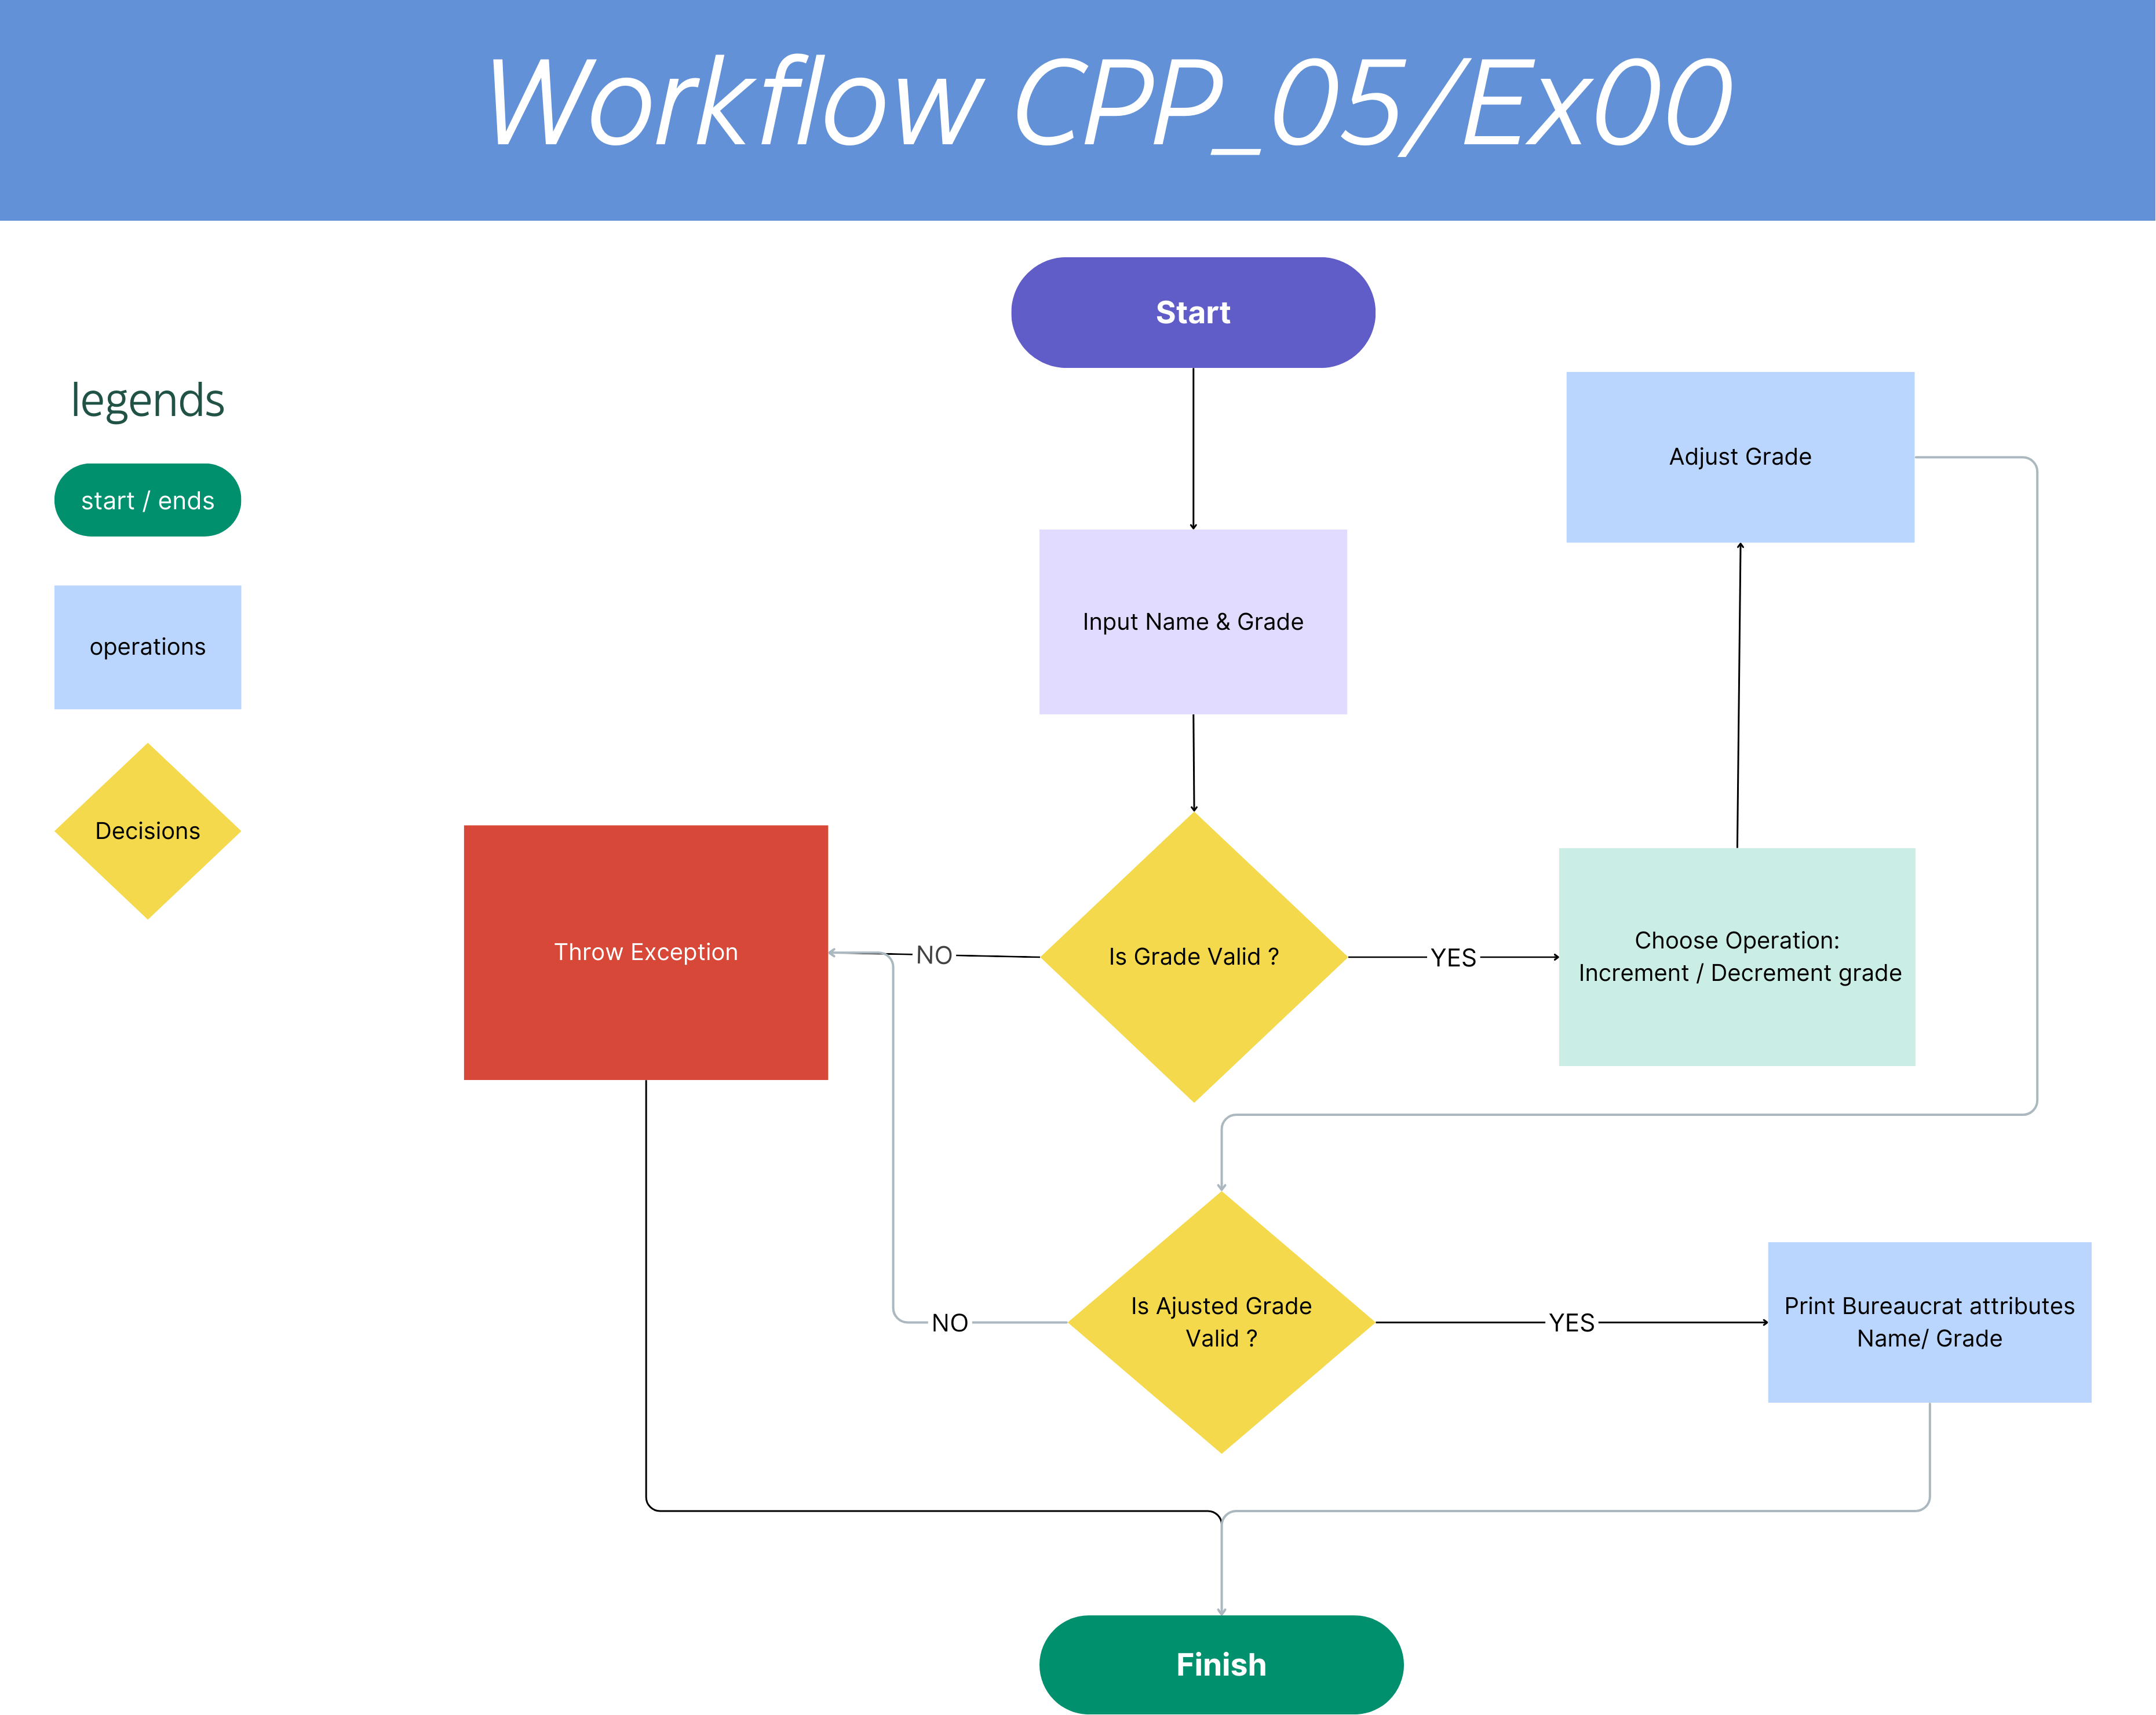 Workflow CPP_05/Ex00
Start
legends
start / ends
operations
Decisions
Adjust Grade
Input Name & Grade
Throw Exception
NO
Is Grade Valid ?
YES
Choose Operation:
Increment / Decrement grade
NO
Is Ajusted Grade
Valid ?
YES
Print Bureaucrat attributes
Name/ Grade
Finish